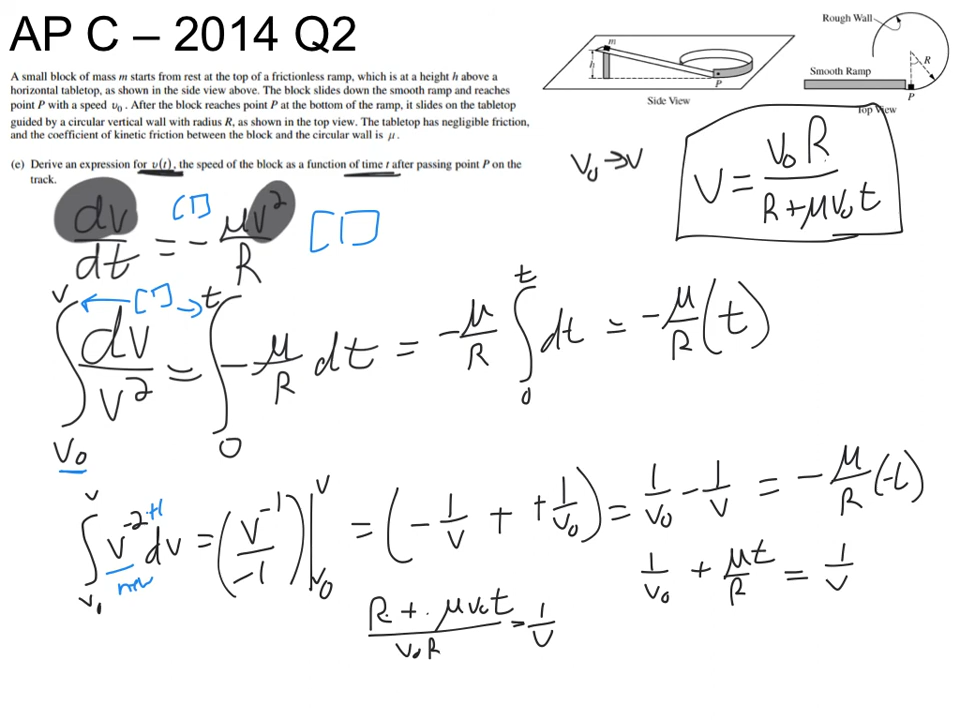 AP C – 2014 Q2
A small block of mass m starts from rest at the top of a frictionless ramp, which is at a height h above a
horizontal tabletop, as shown in the side view above. The block slides down the smooth ramp and reaches
point P with a speed v₀. After the block reaches point P at the bottom of the ramp, it slides on the tabletop
guided by a circular vertical wall with radius R, as shown in the top view. The tabletop has negligible friction,
and the coefficient of kinetic friction between the block and the circular wall is μ.
(e) Derive an expression for v(t), the speed of the block as a function of time t after passing point P on the
track.
m
h
P
Side View
Rough Wall
R
Smooth Ramp
P
Top View
V₀ → V
V = V₀R / (R + μV₀t)
dv/dt = - μv²/R
[ ] [ ]
[ ]
∫_{V₀}^{V} dv/V² = ∫_{0}^{t} - μ/R dt = -μ/R ∫_{0}^{t} dt = -μ/R (t)
∫_{V₀}^{V} V^{-2+1} dv = (V^{-1}/-1)|_{V₀}^{V} = (- 1/V + + 1/V₀) = 1/V₀ - 1/V = - μ/R (t)
1/V₀ + μt/R = 1/V
(R + μV₀t)/(V₀R) = 1/V